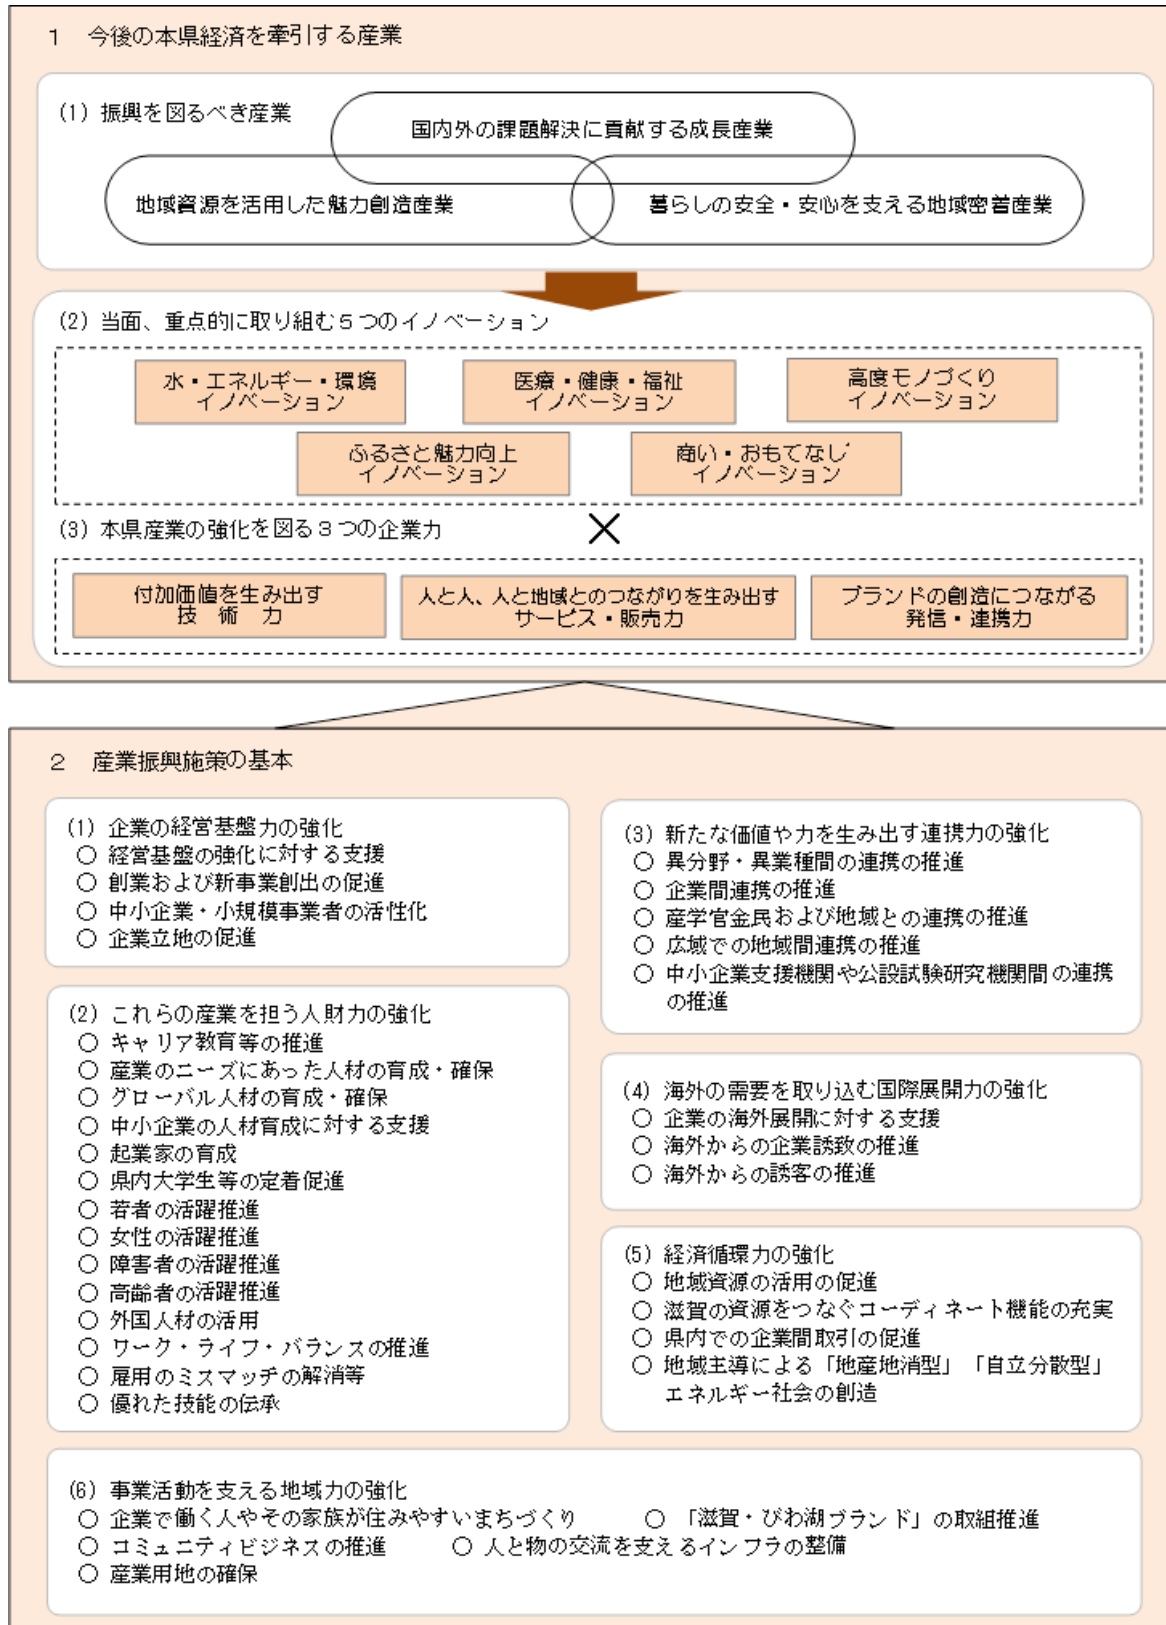 1　今後の本県経済を牽引する産業
(1) 振興を図るべき産業
国内外の課題解決に貢献する成長産業
地域資源を活用した魅力創造産業
暮らしの安全・安心を支える地域密着産業
(2) 当面、重点的に取り組む５つのイノベーション
水・エネルギー・環境
イノベーション
医療・健康・福祉
イノベーション
高度モノづくり
イノベーション
ふるさと魅力向上
イノベーション
商い・おもてなし
イノベーション
(3) 本県産業の強化を図る３つの企業力
×
付加価値を生み出す
技　術　力
人と人、人と地域とのつながりを生み出す
サービス・販売力
ブランドの創造につながる
発信・連携力
2　産業振興施策の基本
(1) 企業の経営基盤力の強化
○ 経営基盤の強化に対する支援
○ 創業および新事業創出の促進
○ 中小企業・小規模事業者の活性化
○ 企業立地の促進
(2) これらの産業を担う人財力の強化
○ キャリア教育等の推進
○ 産業のニーズにあった人材の育成・確保
○ グローバル人材の育成・確保
○ 中小企業の人材育成に対する支援
○ 起業家の育成
○ 県内大学生等の定着促進
○ 若者の活躍推進
○ 女性の活躍推進
○ 障害者の活躍推進
○ 高齢者の活躍推進
○ 外国人材の活用
○ ワーク・ライフ・バランスの推進
○ 雇用のミスマッチの解消等
○ 優れた技能の伝承
(3) 新たな価値や力を生み出す連携力の強化
○ 異分野・異業種間の連携の推進
○ 企業間連携の推進
○ 産学官金民および地域との連携の推進
○ 広域での地域間連携の推進
○ 中小企業支援機関や公設試験研究機関間の連携
の推進
(4) 海外の需要を取り込む国際展開力の強化
○ 企業の海外展開に対する支援
○ 海外からの企業誘致の推進
○ 海外からの誘客の推進
(5) 経済循環力の強化
○ 地域資源の活用の促進
○ 滋賀の資源をつなぐコーディネート機能の充実
○ 県内での企業間取引の促進
○ 地域主導による「地産地消型」「自立分散型」
エネルギー社会の創造
(6) 事業活動を支える地域力の強化
○ 企業で働く人やその家族が住みやすいまちづくり　○ 「滋賀・びわ湖ブランド」の取組推進
○ コミュニティビジネスの推進　○ 人と物の交流を支えるインフラの整備
○ 産業用地の確保